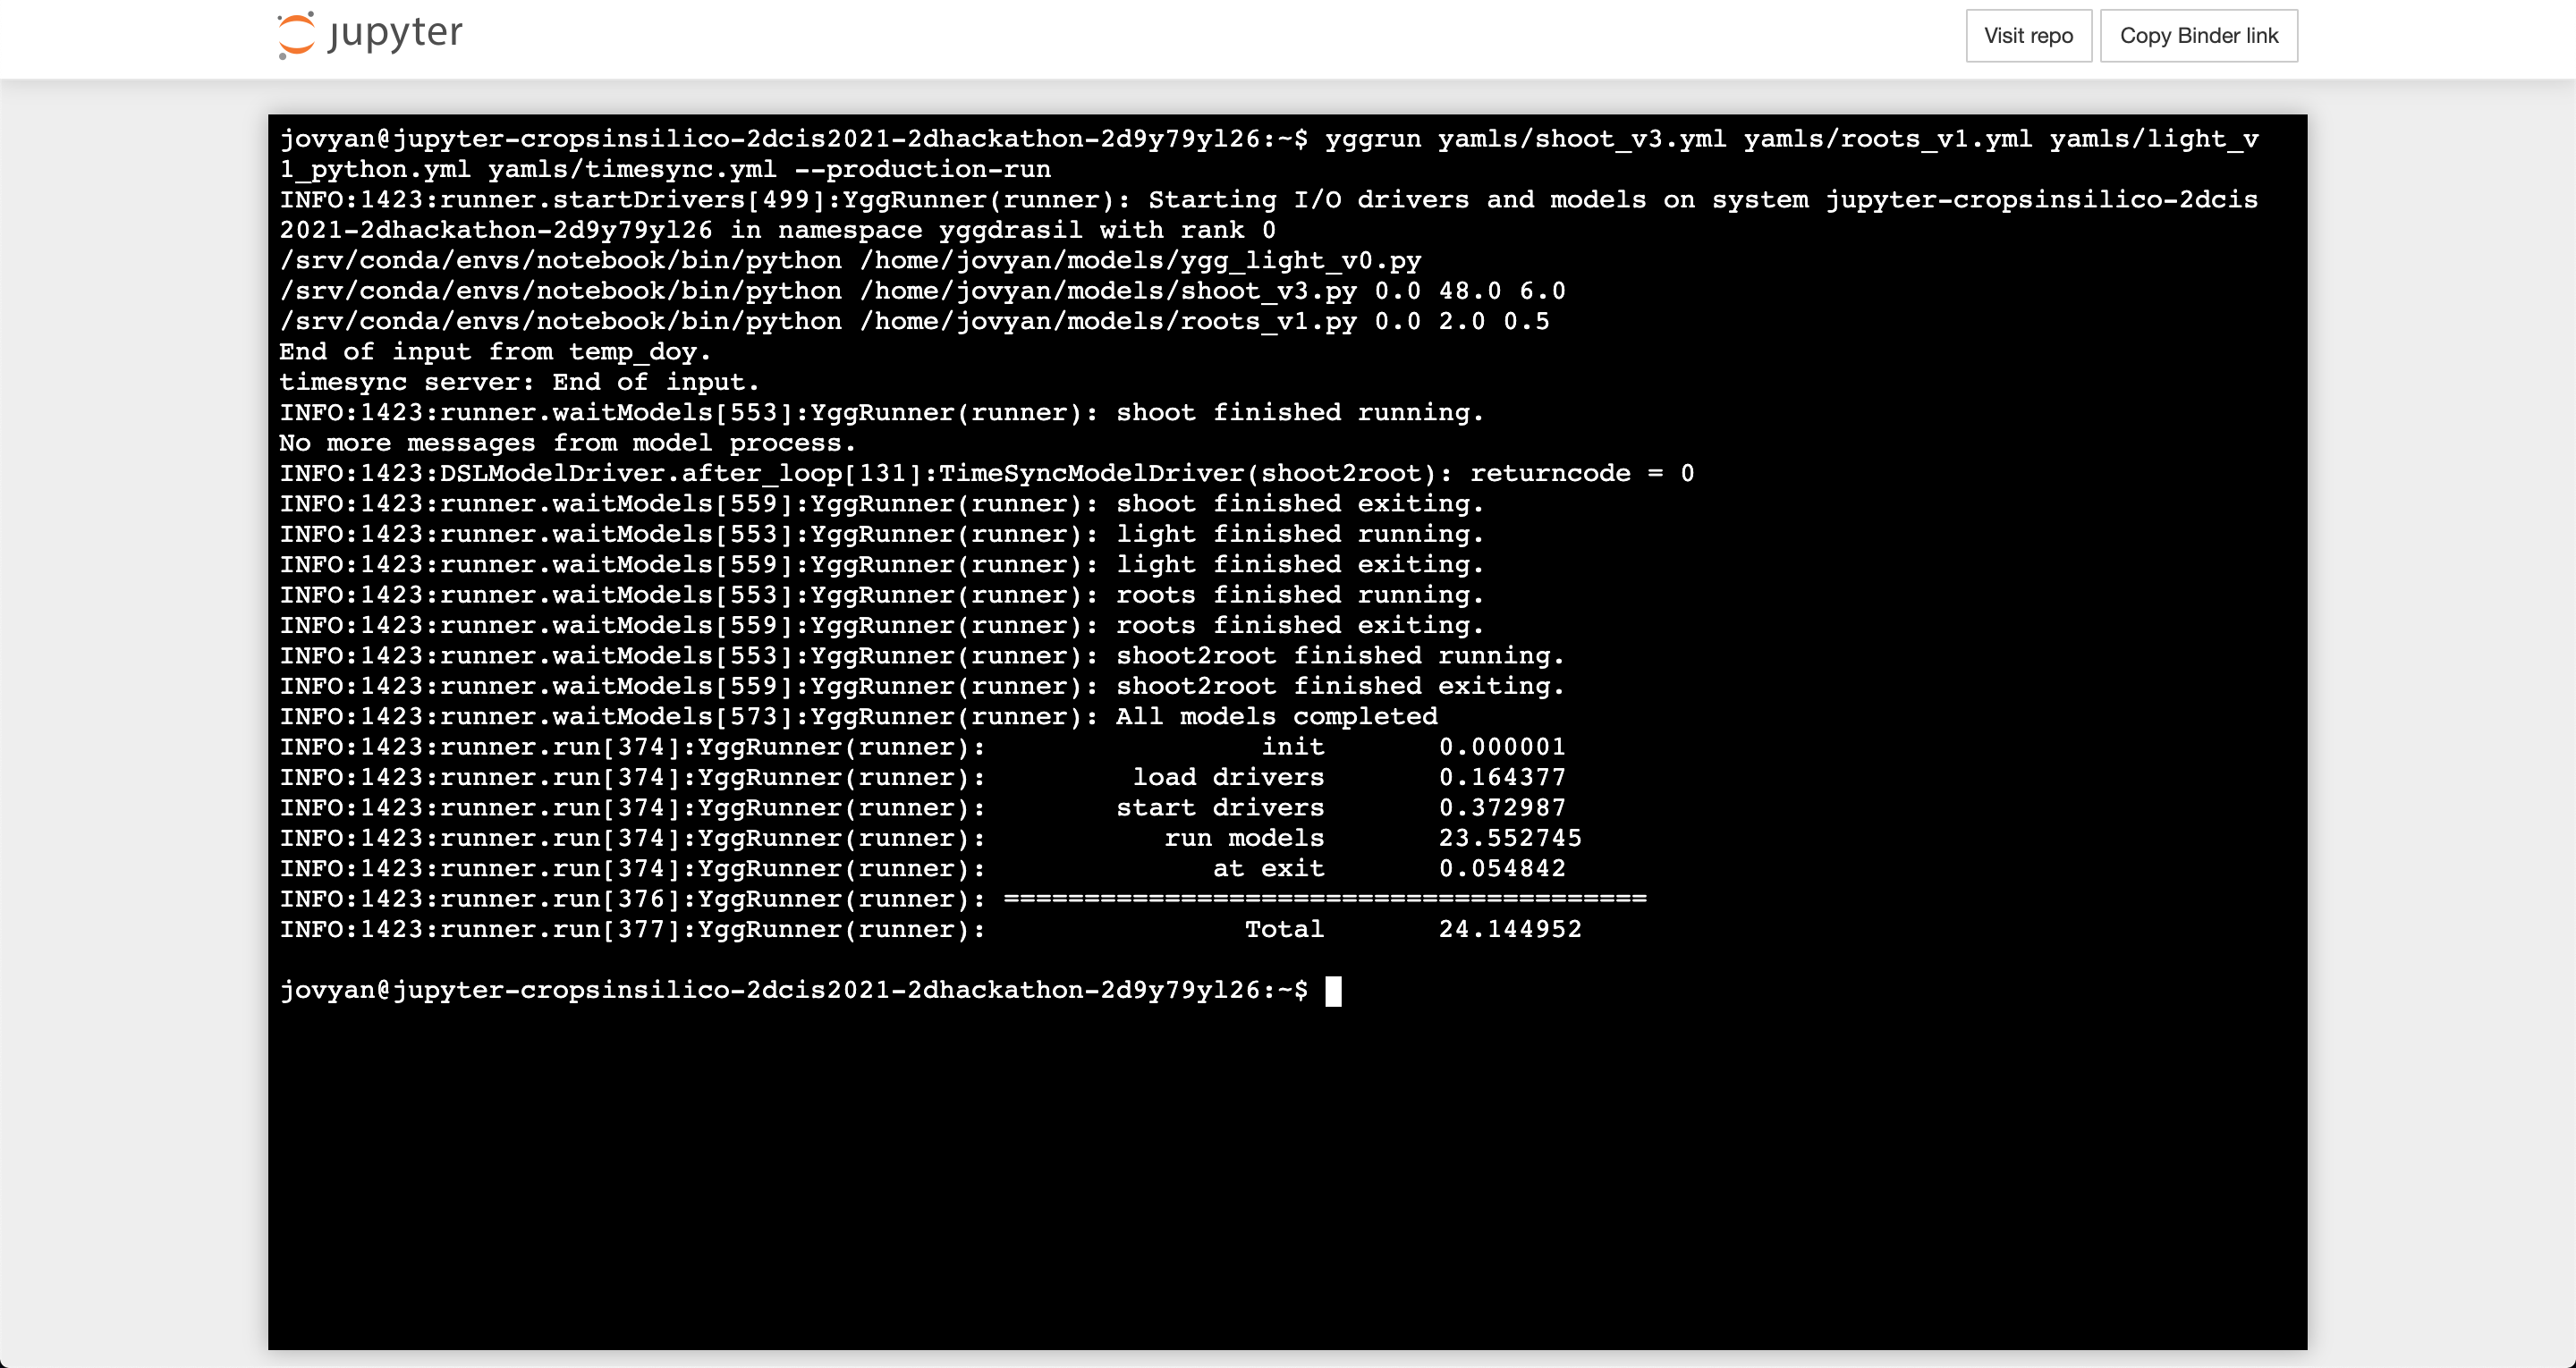 jupyter
Visit repo
Copy Binder link
jovyan@jupyter-cropsinsilico-2dcis2021-2dhackathon-2d9y79yl26:~$ yggrun yamls/shoot_v3.yml yamls/roots_v1.yml yamls/light_v
1_python.yml yamls/timesync.yml --production-run
INFO:1423:runner.startDrivers[499]:YggRunner(runner): Starting I/O drivers and models on system jupyter-cropsinsilico-2dcis
2021-2dhackathon-2d9y79yl26 in namespace yggdrasil with rank 0
/srv/conda/envs/notebook/bin/python /home/jovyan/models/ygg_light_v0.py
/srv/conda/envs/notebook/bin/python /home/jovyan/models/shoot_v3.py 0.0 48.0 6.0
/srv/conda/envs/notebook/bin/python /home/jovyan/models/roots_v1.py 0.0 2.0 0.5
End of input from temp_doy.
timesync server: End of input.
INFO:1423:runner.waitModels[553]:YggRunner(runner): shoot finished running.
No more messages from model process.
INFO:1423:DSLModelDriver.after_loop[131]:TimeSyncModelDriver(shoot2root): returncode = 0
INFO:1423:runner.waitModels[559]:YggRunner(runner): shoot finished exiting.
INFO:1423:runner.waitModels[553]:YggRunner(runner): light finished running.
INFO:1423:runner.waitModels[559]:YggRunner(runner): light finished exiting.
INFO:1423:runner.waitModels[553]:YggRunner(runner): roots finished running.
INFO:1423:runner.waitModels[559]:YggRunner(runner): roots finished exiting.
INFO:1423:runner.waitModels[553]:YggRunner(runner): shoot2root finished running.
INFO:1423:runner.waitModels[559]:YggRunner(runner): shoot2root finished exiting.
INFO:1423:runner.waitModels[573]:YggRunner(runner): All models completed
INFO:1423:runner.run[374]:YggRunner(runner):                 init       0.000001
INFO:1423:runner.run[374]:YggRunner(runner):         load drivers       0.164377
INFO:1423:runner.run[374]:YggRunner(runner):        start drivers       0.372987
INFO:1423:runner.run[374]:YggRunner(runner):           run models       23.552745
INFO:1423:runner.run[374]:YggRunner(runner):              at exit       0.054842
INFO:1423:runner.run[376]:YggRunner(runner): ========================================
INFO:1423:runner.run[377]:YggRunner(runner):                Total       24.144952
jovyan@jupyter-cropsinsilico-2dcis2021-2dhackathon-2d9y79yl26:~$